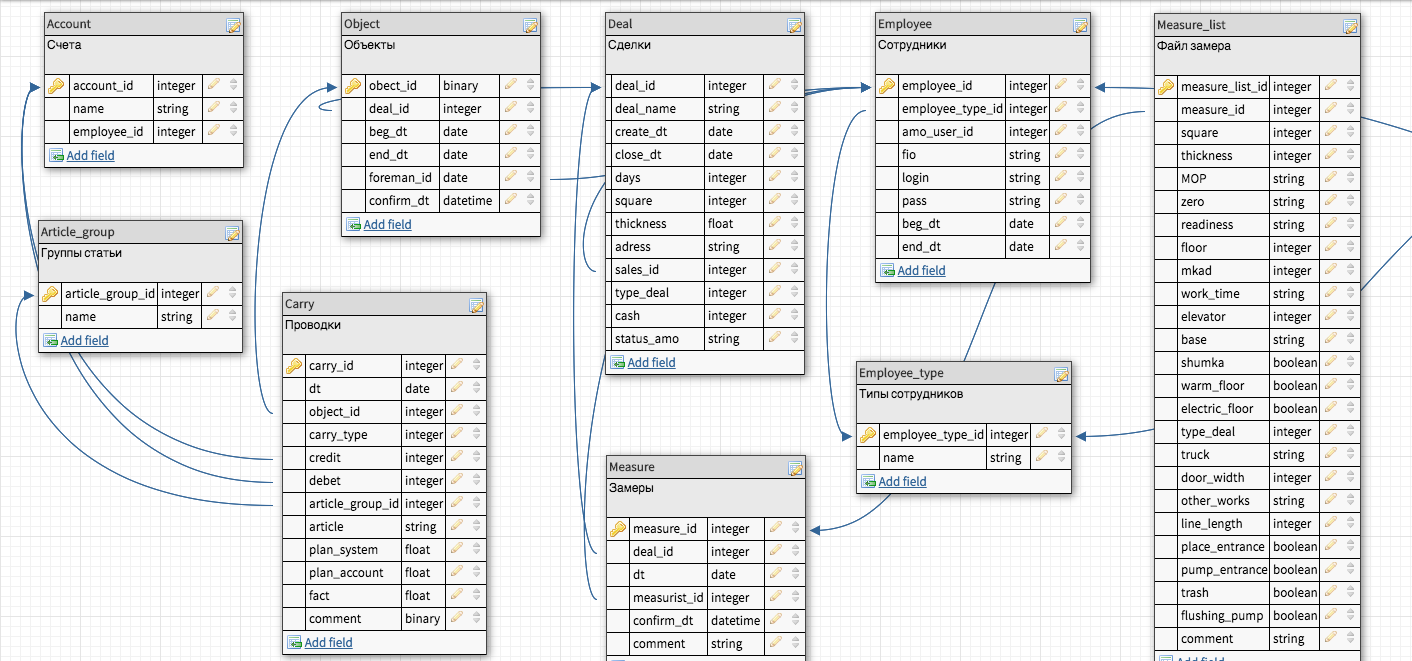 Account
Счета
account_id integer
name string
employee_id integer
Add field
Article_group
Группы статьи
article_group_id integer
name string
Add field
Object
Объекты
obect_id binary
deal_id integer
beg_dt date
end_dt date
foreman_id date
confirm_dt datetime
Add field
Carry
Проводки
carry_id integer
dt date
object_id integer
carry_type integer
credit integer
debet integer
article_group_id integer
article string
plan_system float
plan_account float
fact float
comment binary
Add field
Deal
Сделки
deal_id integer
deal_name string
create_dt date
close_dt date
days integer
square integer
thickness float
adress string
sales_id integer
type_deal integer
cash integer
status_amo string
Add field
Measure
Замеры
measure_id integer
deal_id integer
dt date
measurist_id integer
confirm_dt datetime
comment string
Employee
Сотрудники
employee_id integer
employee_type_id integer
amo_user_id integer
fio string
login string
pass string
beg_dt date
end_dt date
Add field
Employee_type
Типы сотрудников
employee_type_id integer
name string
Add field
Measure_list
Файл замера
measure_list_id integer
measure_id integer
square integer
thickness integer
MOP string
zero string
readiness string
floor integer
mkad integer
work_time string
elevator integer
base string
shumka boolean
warm_floor boolean
electric_floor boolean
type_deal integer
truck string
door_width integer
other_works string
line_length integer
place_entrance boolean
pump_entrance boolean
trash boolean
flushing_pump boolean
comment string
Add field